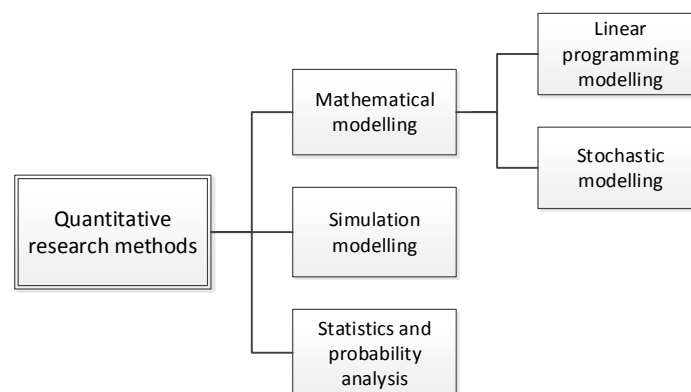 Linear
programming
modelling
Mathematical
modelling
Stochastic
modelling
Quantitative
research methods
Simulation
modelling
Statistics and
probability
analysis